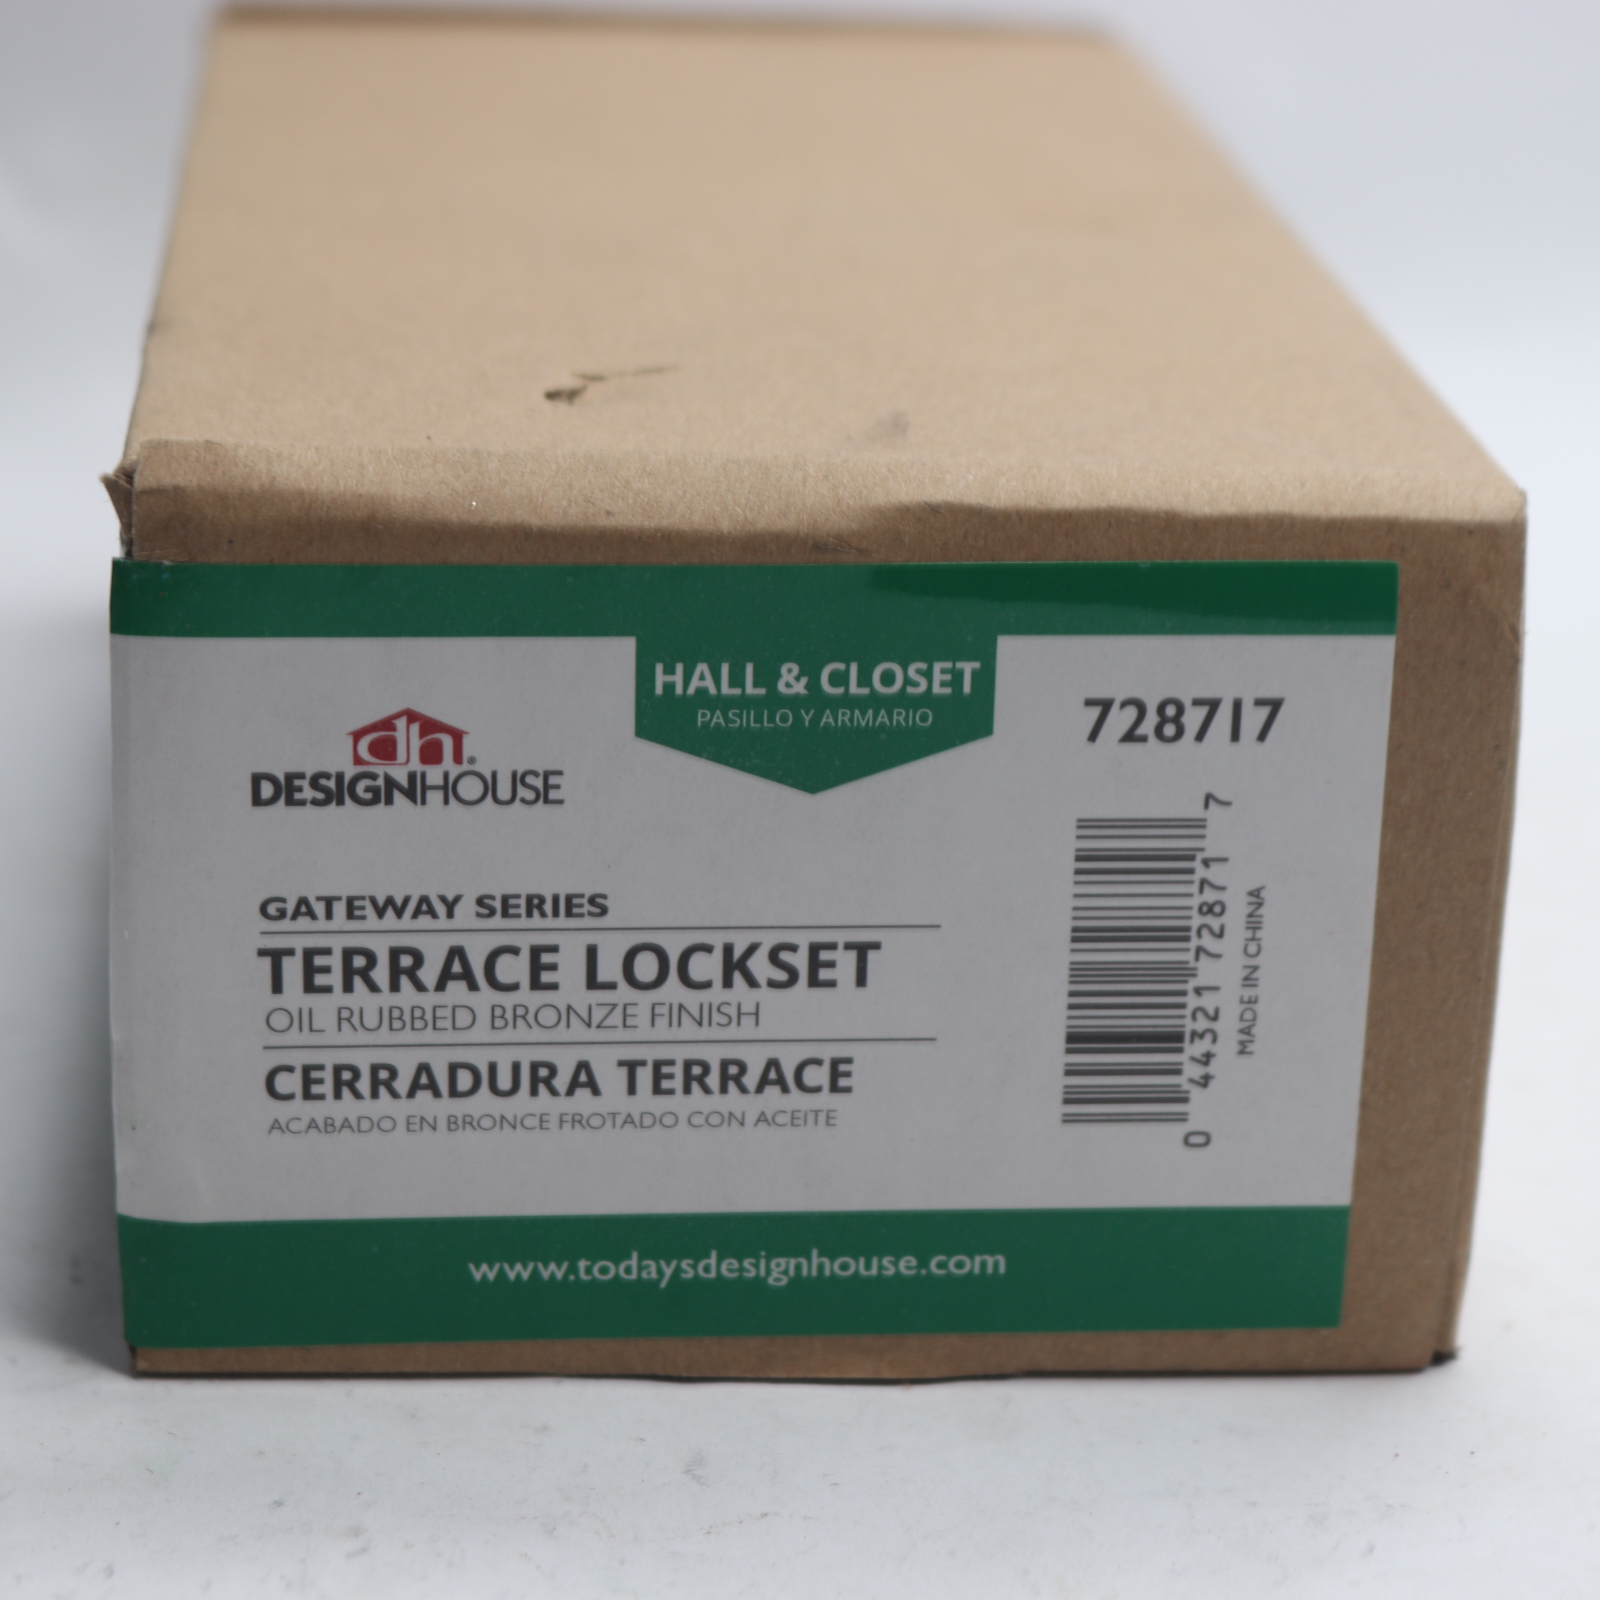 HALL & CLOSET
PASILLO Y ARMARIO
728717
dh®
DESIGNHOUSE
GATEWAY SERIES
TERRACE LOCKSET
OIL RUBBED BRONZE FINISH
CERRADURA TERRACE
ACABADO EN BRONCE FROTADO CON ACEITE
0 44321 72871 7
MADE IN CHINA
www.todaysdesignhouse.com